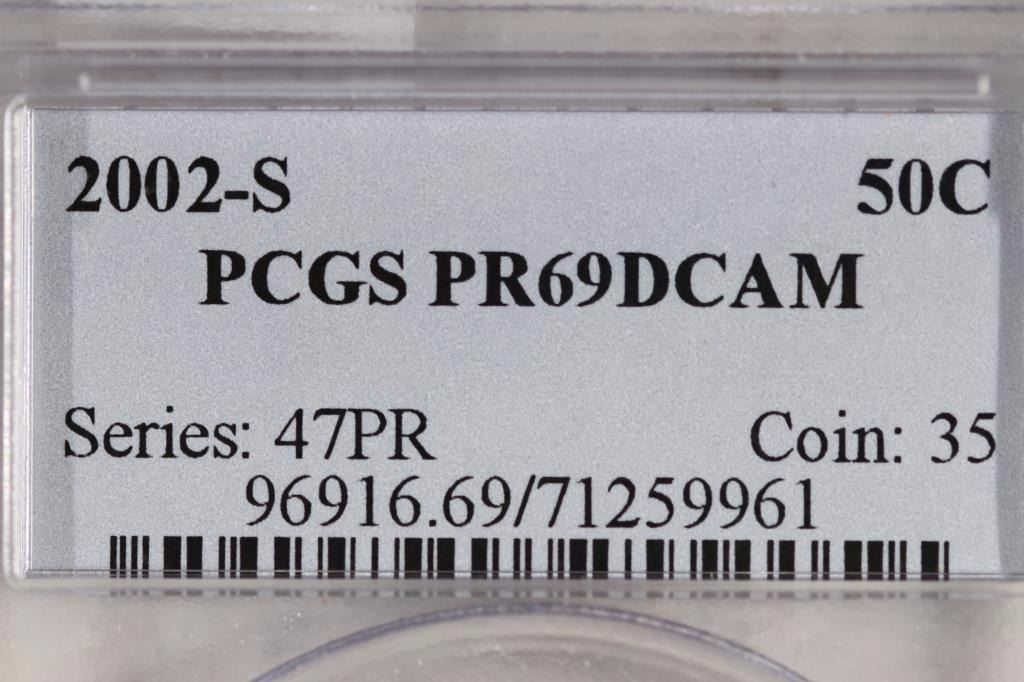 2002-S 50C
PCGS PR69DCAM
Series: 47PR Coin: 35
96916.69/71259961